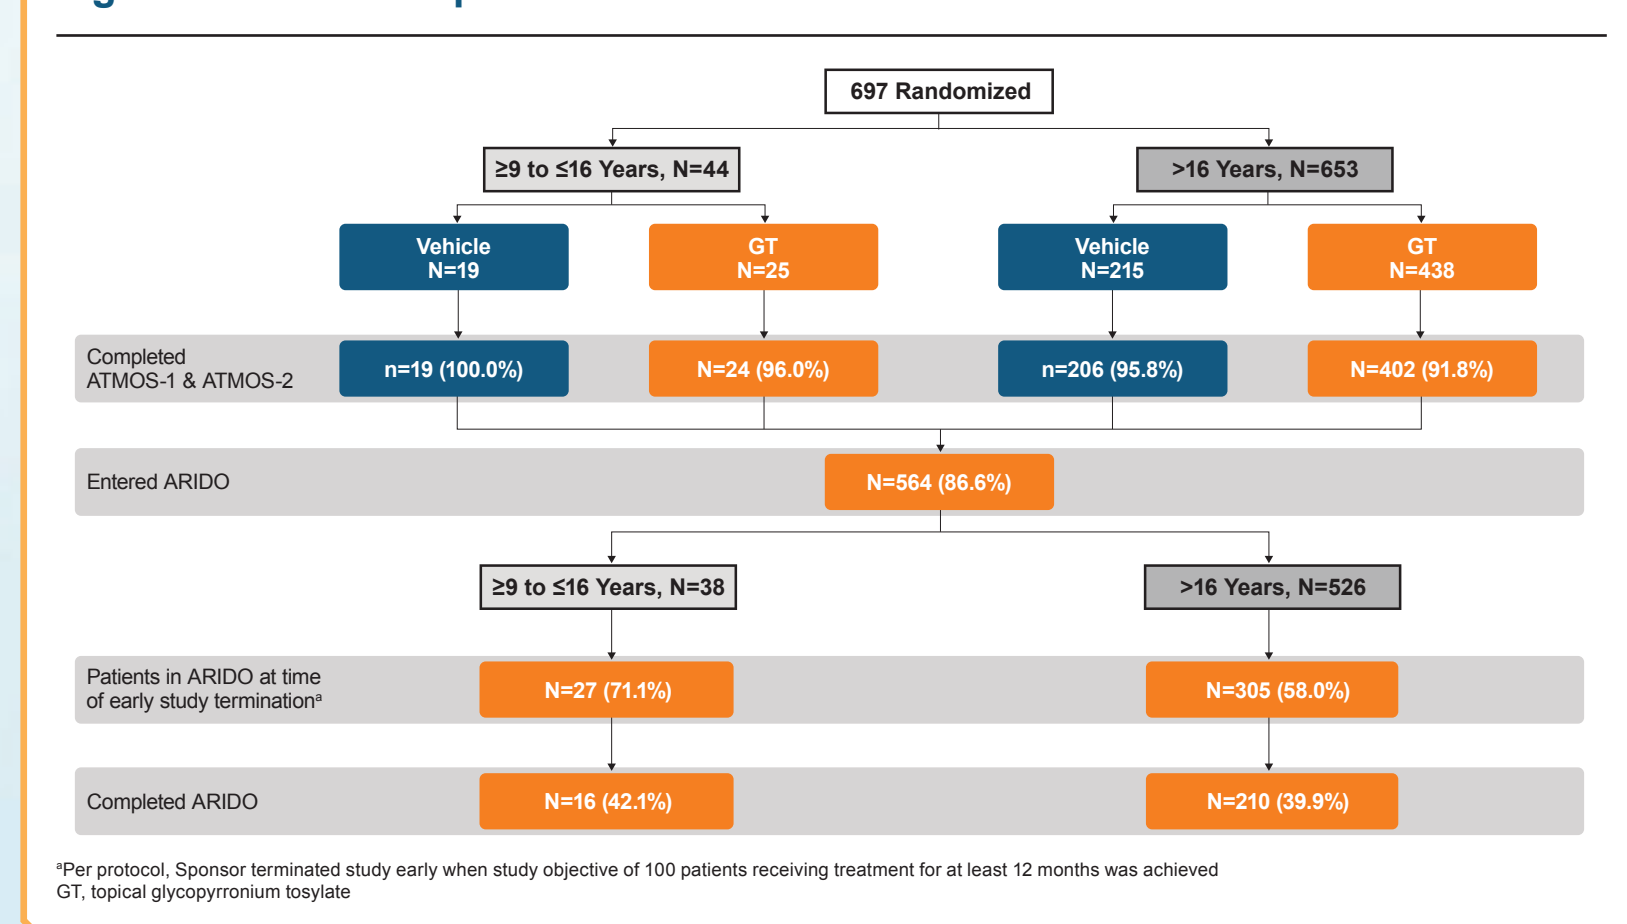 697 Randomized
≥9 to ≤16 Years, N=44
>16 Years, N=653
Vehicle
N=19
GT
N=25
Vehicle
N=215
GT
N=438
Completed
ATMOS-1 & ATMOS-2
n=19 (100.0%)
N=24 (96.0%)
n=206 (95.8%)
N=402 (91.8%)
Entered ARIDO
N=564 (86.6%)
≥9 to ≤16 Years, N=38
>16 Years, N=526
Patients in ARIDO at time
of early study terminationᵃ
N=27 (71.1%)
N=305 (58.0%)
Completed ARIDO
N=16 (42.1%)
N=210 (39.9%)
ᵃPer protocol, Sponsor terminated study early when study objective of 100 patients receiving treatment for at least 12 months was achieved
GT, topical glycopyrronium tosylate